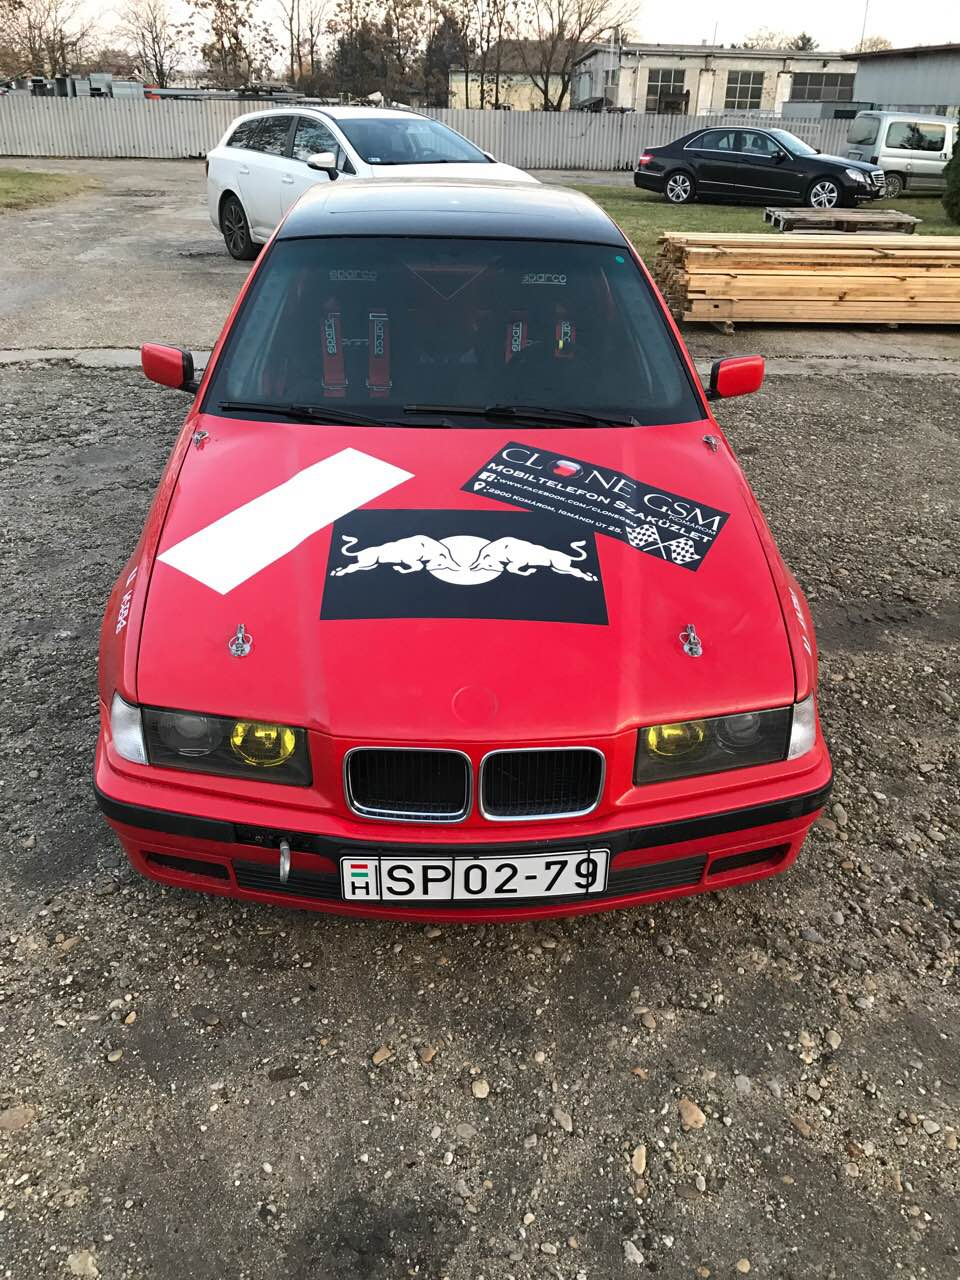 sparco
sparco
sparco
sparco
CLONE GSM
KOMÁROM
MOBILTELEFON SZAKÜZLET
: WWW.FACEBOOK.COM/CLONEGSM
: 2900 KOMÁROM, IGMÁNDI ÚT 25.
H SP 02-79